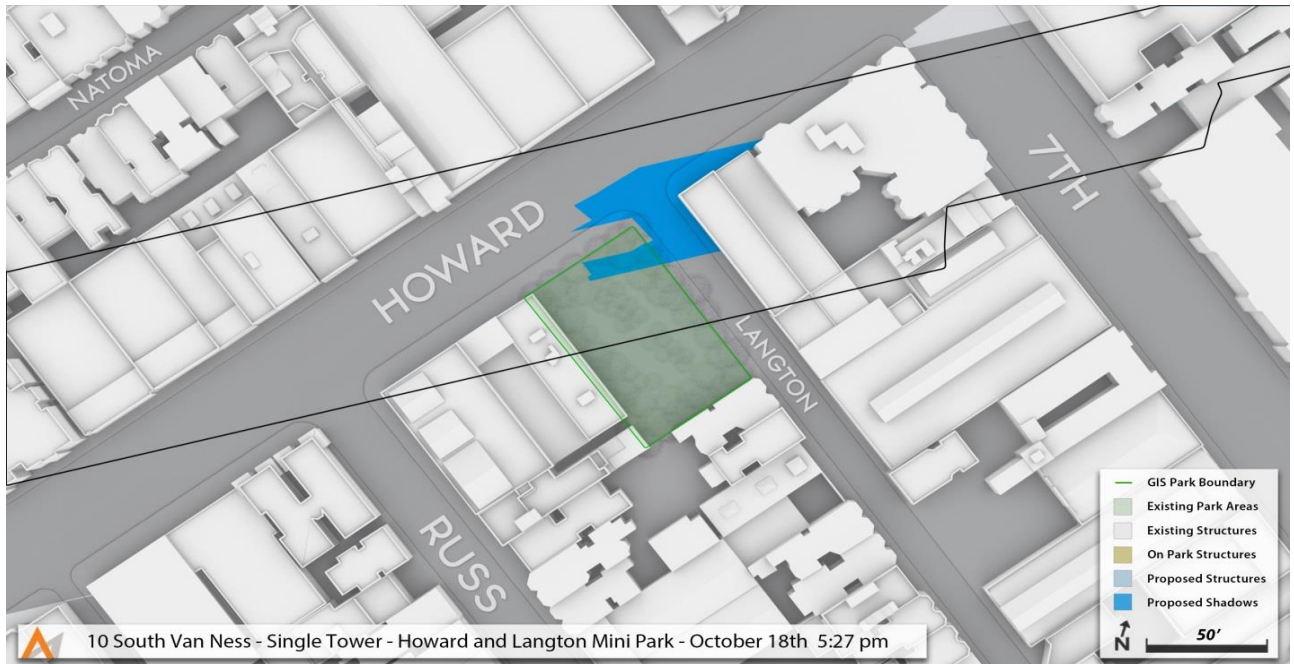 NATOMA
HOWARD
7TH
LANGTON
RUSS
GIS Park Boundary
Existing Park Areas
Existing Structures
On Park Structures
Proposed Structures
Proposed Shadows
N
50'
10 South Van Ness - Single Tower - Howard and Langton Mini Park - October 18th 5:27 pm